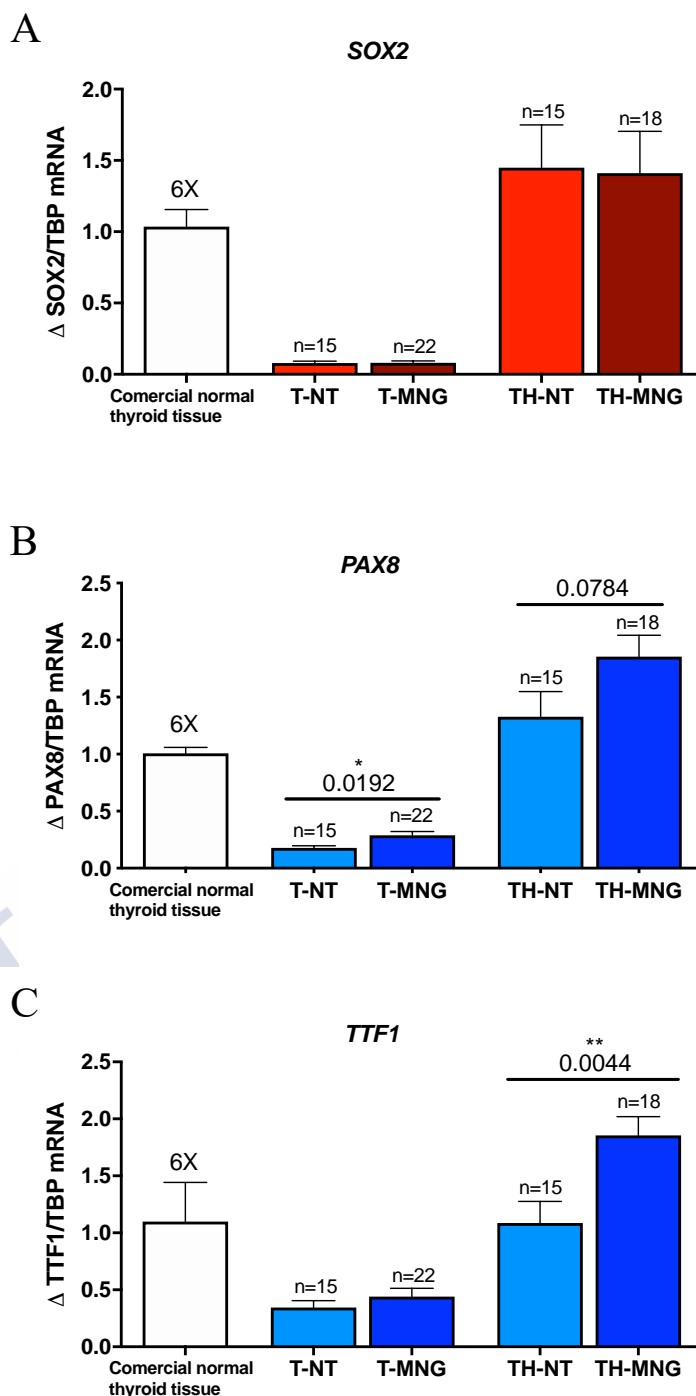 A
SOX2
Δ SOX2/TBP mRNA
2.0
1.5
1.0
0.5
0.0
6X
n=15
n=22
n=15
n=18
Comercial normal
thyroid tissue
T-NT
T-MNG
TH-NT
TH-MNG
B
PAX8
Δ PAX8/TBP mRNA
2.5
2.0
1.5
1.0
0.5
0.0
6X
*
0.0192
n=15
n=22
0.0784
n=15
n=18
Comercial normal
thyroid tissue
T-NT
T-MNG
TH-NT
TH-MNG
C
TTF1
Δ TTF1/TBP mRNA
2.5
2.0
1.5
1.0
0.5
0.0
6X
n=15
n=22
**
0.0044
n=15
n=18
Comercial normal
thyroid tissue
T-NT
T-MNG
TH-NT
TH-MNG